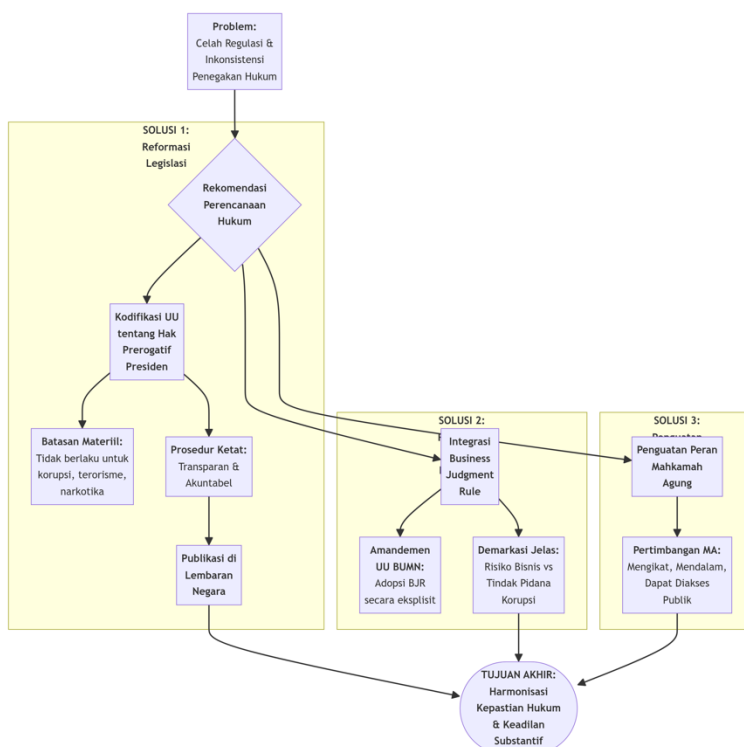 Problem:
Celah Regulasi &
Inkonsistensi
Penegakan Hukum
SOLUSI 1:
Reformasi
Legislasi
Rekomendasi
Perencanaan
Hukum
Kodifikasi UU
tentang Hak
Prerogatif
Presiden
Batasan Materiil:
Tidak berlaku untuk
korupsi, terorisme,
narkotika
Prosedur Ketat:
Transparan &
Akuntabel
Publikasi di
Lembaran
Negara
SOLUSI 2:
Integrasi
Business
Judgment
Rule
Amandemen
UU BUMN:
Adopsi BJR
secara eksplisit
Demarkasi Jelas:
Risiko Bisnis vs
Tindak Pidana
Korupsi
SOLUSI 3:
Penguatan Peran
Mahkamah
Agung
Pertimbangan MA:
Mengikat, Mendalam,
Dapat Diakses
Publik
TUJUAN AKHIR:
Harmonisasi
Kepastian Hukum
& Keadilan
Substantif